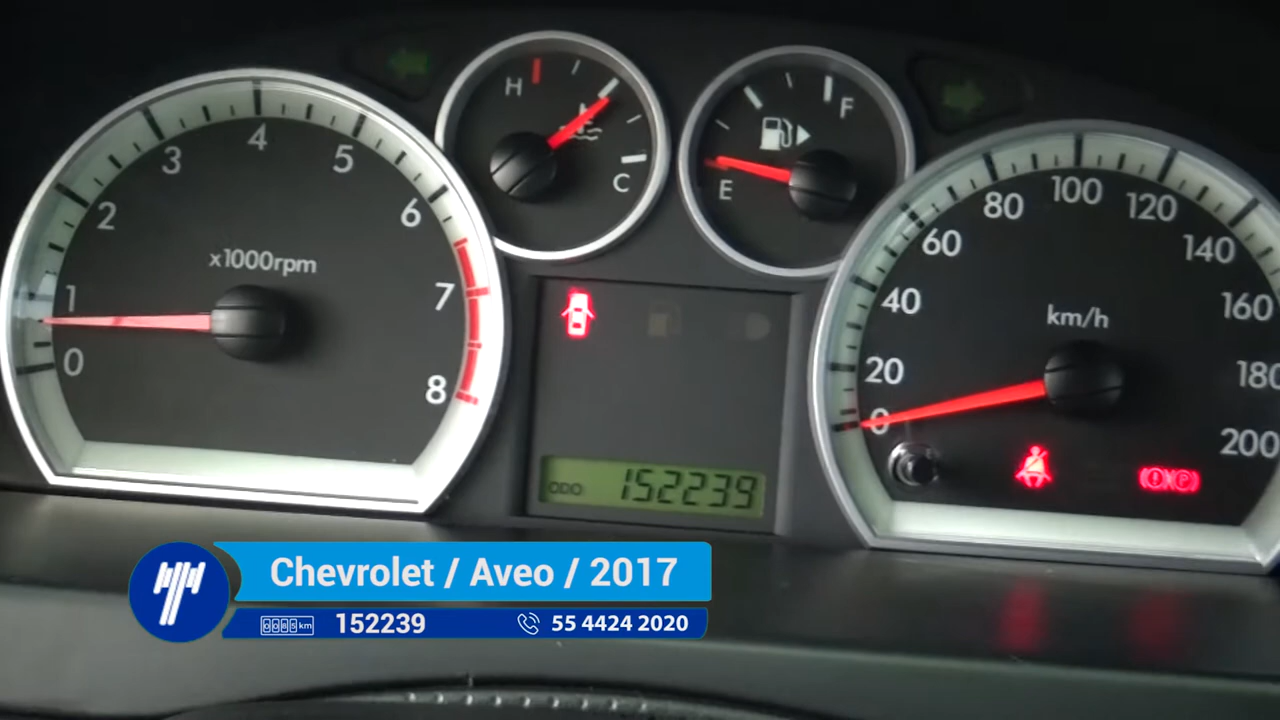 0 1 2 3 4 5 6 7 8
x1000rpm
H
C
F
E
ODO 152239
0 20 40 60 80 100 120 140 160 180 200
km/h
Chevrolet / Aveo / 2017
km 152239 55 4424 2020